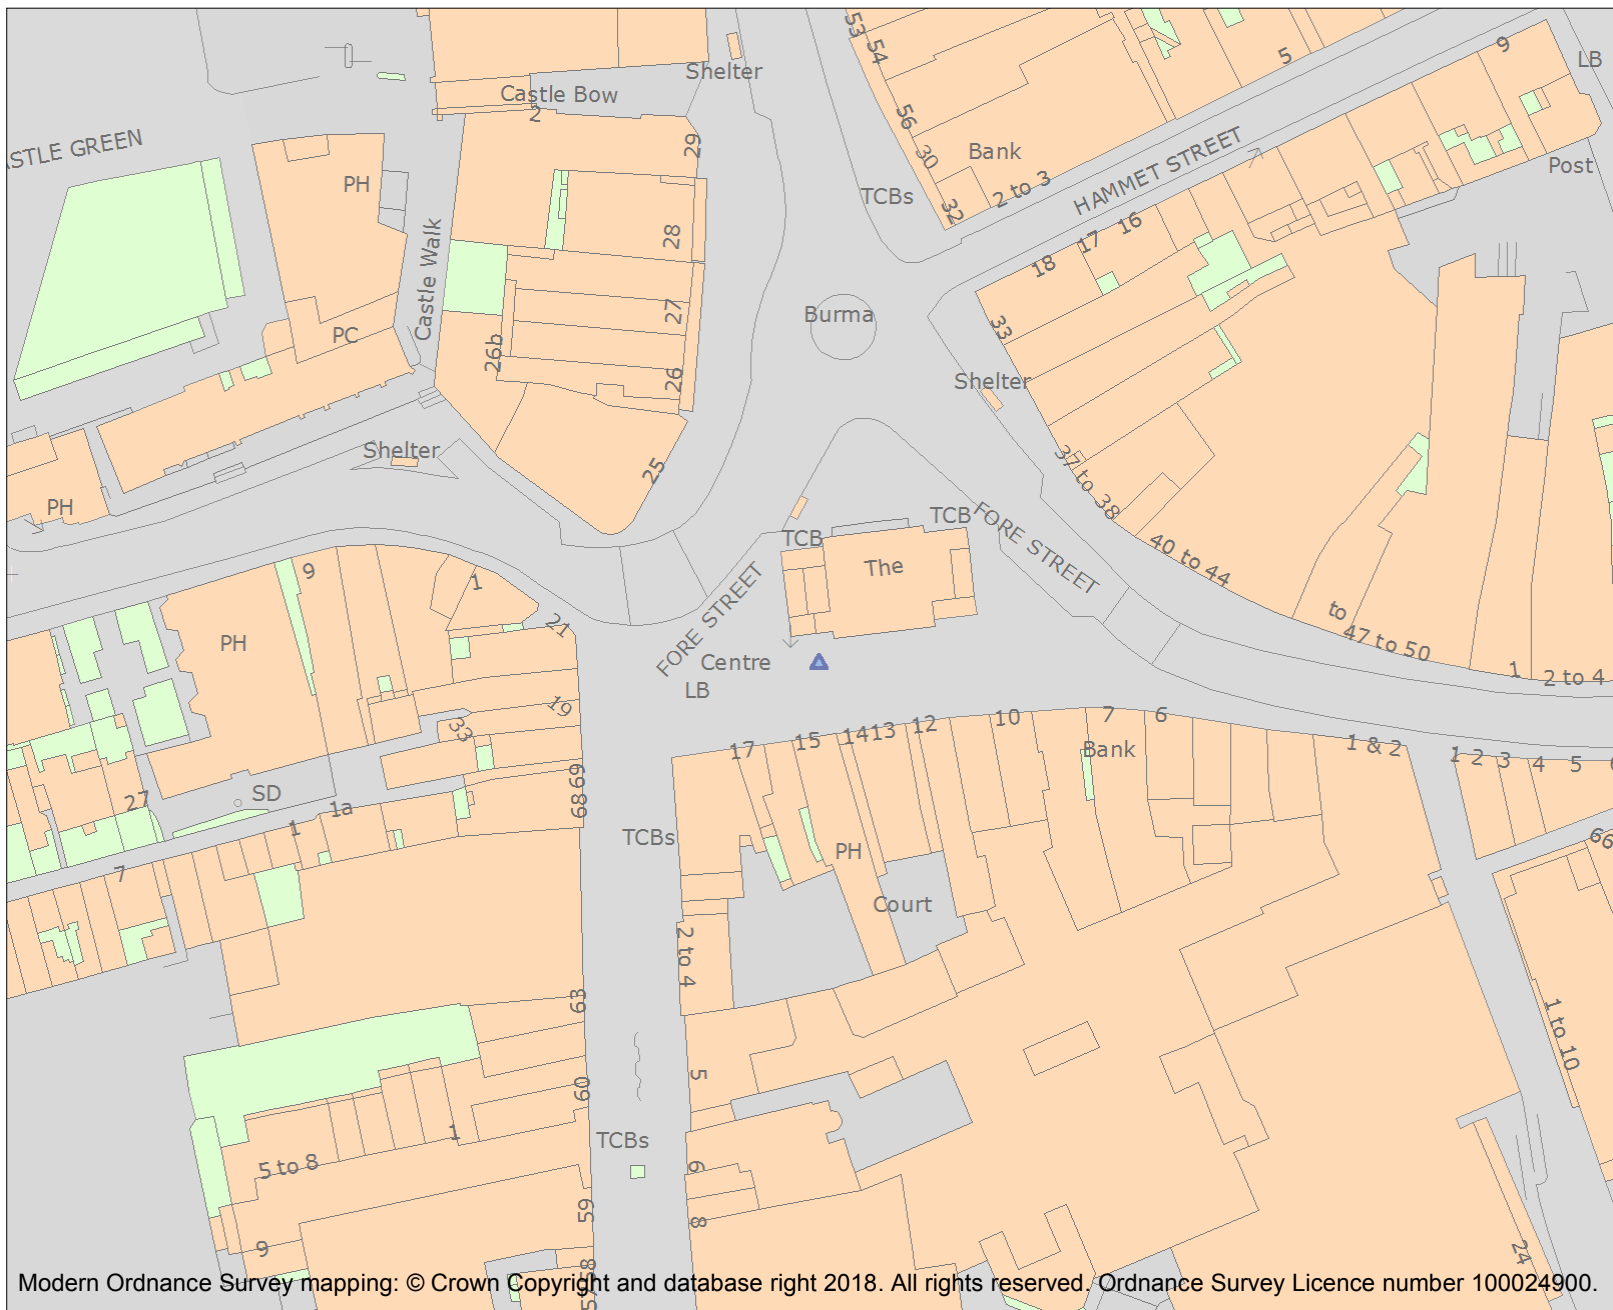 53
54
56
30
32
Shelter
Castle Bow
2
29
5
9
LB
ASTLE GREEN
PH
Bank
2 to 3
TCBs
HAMMET STREET
Post
16
17
18
28
Castle Walk
PC
27
26b
26
Burma
33
Shelter
Shelter
25
37 to 38
PH
TCB
TCB
FORE STREET
40 to 44
The
9
1
FORE STREET
to
47 to 50
1
2 to 4
21
PH
Centre
LB
19
33
17
15
14
13
12
10
7
6
Bank
1 & 2
1
2
3
4
5
6
69
68
27
SD
1a
1
TCBs
PH
66
7
Court
2 to 4
63
1 to 10
5
60
1
TCBs
5 to 8
6
59
8
9
24
58
57
Modern Ordnance Survey mapping: © Crown Copyright and database right 2018. All rights reserved. Ordnance Survey Licence number 100024900.